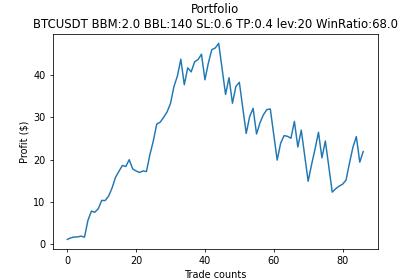 Portfolio
BTCUSDT BBM:2.0 BBL:140 SL:0.6 TP:0.4 lev:20 WinRatio:68.0
Profit ($)
40
30
20
10
0
0
20
40
60
80
Trade counts